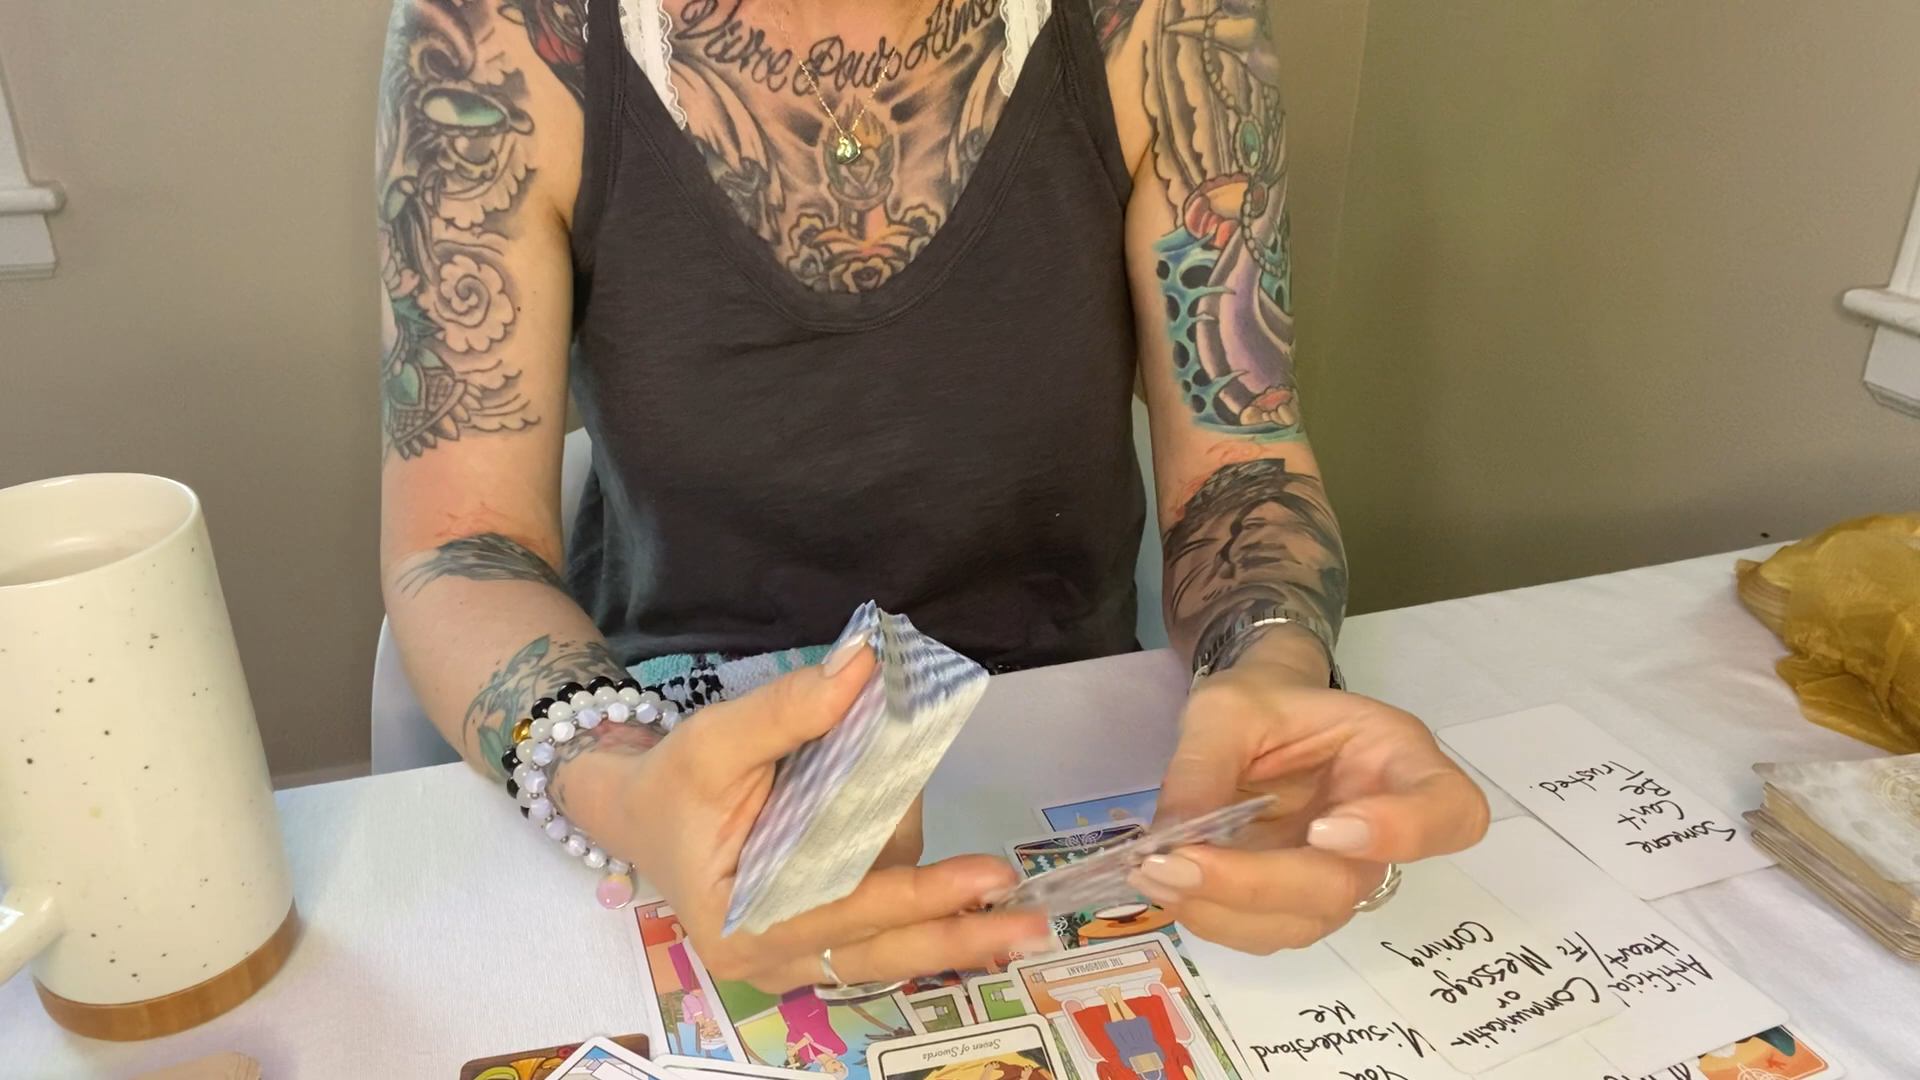 Vivre Pour Aimer
Someone
Can't
Be
Trusted.
Artificial
Heart/
Communication
or
Message
Coming
You
Misunderstand
Me
THE HIEROPHANT
Seven of Swords